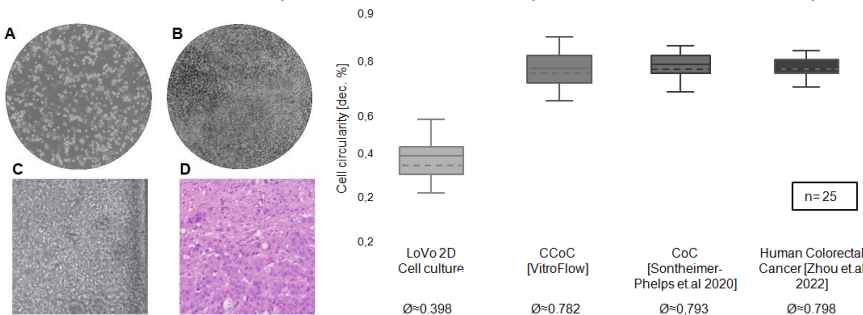 A
B
C
D
Cell circularity [dec. %]
0,9
0,8
0,6
0,4
0,2
0,2
n= 25
LoVo 2D
Cell culture
Ø≈0.398
CCoC
[VitroFlow]
Ø≈0.782
CoC
[Sontheimer-
Phelps et.al 2020]
Ø≈0,793
Human Colorectal
Cancer [Zhou et.al
2022]
Ø≈0.798